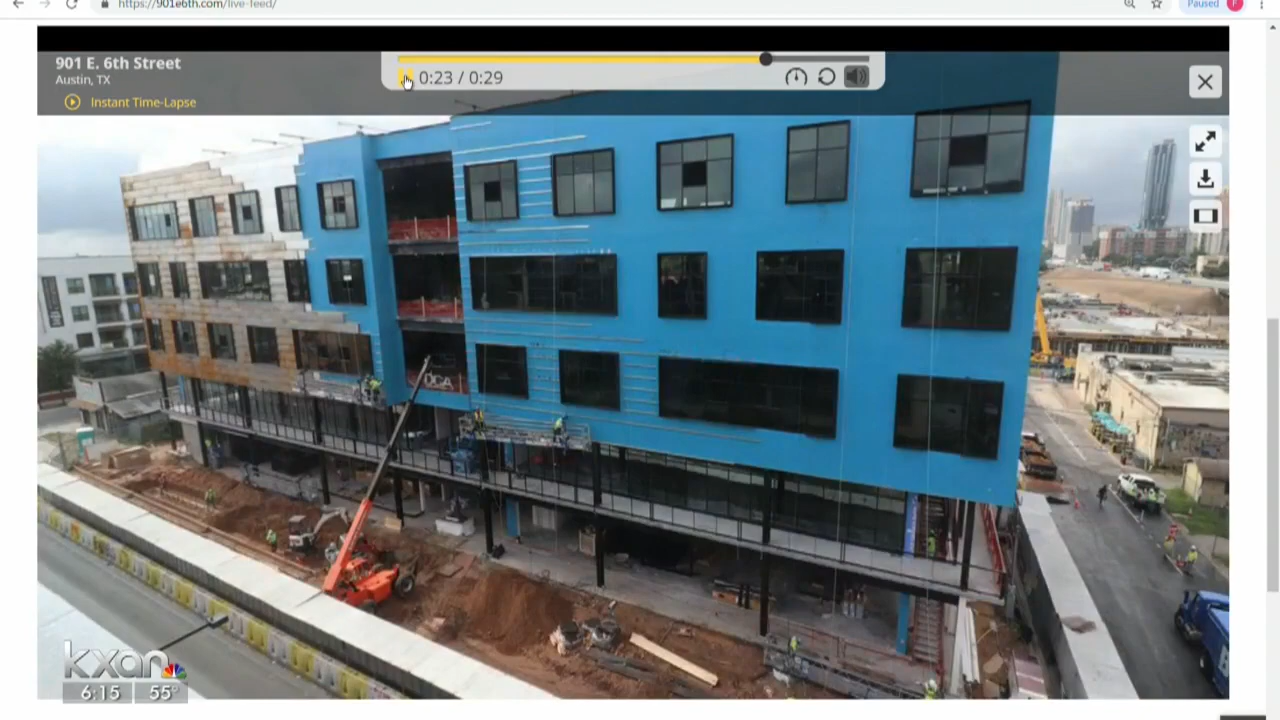 https://901e6th.com/live-feed/
Paused
901 E. 6th Street
Austin, TX
Instant Time-Lapse
0:23 / 0:29
OCA
kxan
6:15 55°